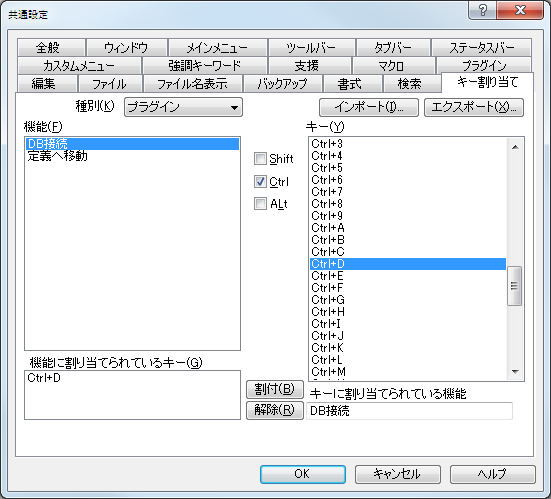 共通設定
全般 ウィンドウ メインメニュー ツールバー タブバー ステータスバー
カスタムメニュー 強調キーワード 支援 マクロ プラグイン
編集 ファイル ファイル名表示 バックアップ 書式 検索 キー割り当て
種別(K) プラグイン インポート(I)... エクスポート(X)...
機能(F) キー(Y)
DB接続
定義へ移動
Shift
Ctrl
ALt
Ctrl+3
Ctrl+4
Ctrl+5
Ctrl+6
Ctrl+7
Ctrl+8
Ctrl+9
Ctrl+A
Ctrl+B
Ctrl+C
Ctrl+D
Ctrl+E
Ctrl+F
Ctrl+G
Ctrl+H
Ctrl+I
Ctrl+J
Ctrl+K
Ctrl+L
Ctrl+M
機能に割り当てられているキー(G)
Ctrl+D
割付(B)
解除(R)
キーに割り当てられている機能
DB接続
OK キャンセル ヘルプ